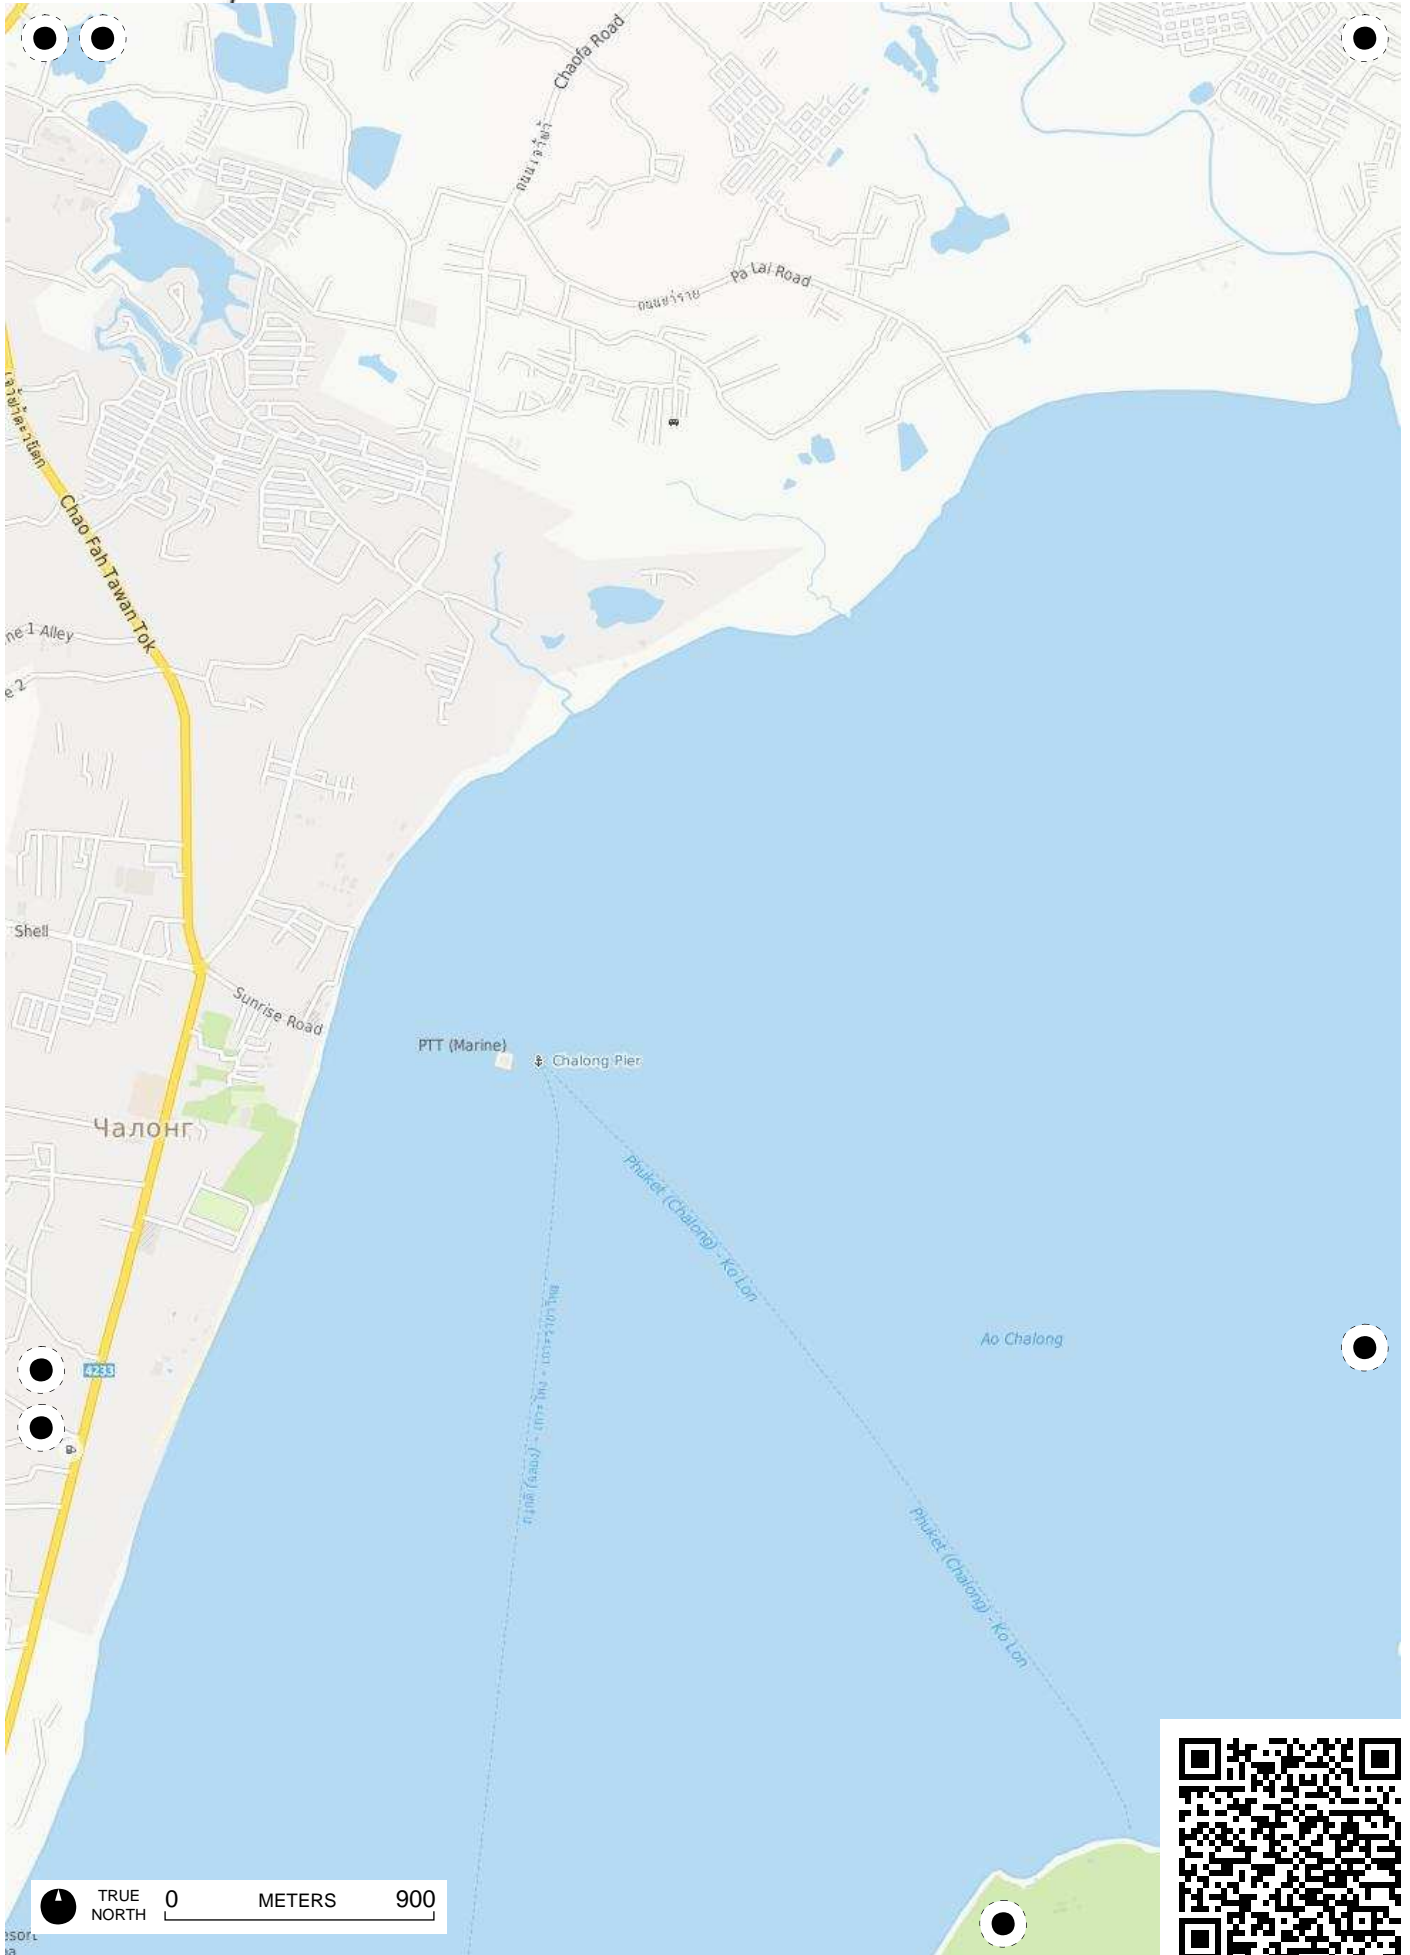 Chaofa Road
Pa Lai Road
Chao Fah Tawan Tok
ne 1 Alley
e 2
Shell
Sunrise Road
PTT (Marine)
Chalong Pier
Чалонг
Phuket (Chalong) - Ko Lon
Ao Chalong
4233
Phuket (Chalong) - Ko Lon
TRUE NORTH
0 METERS 900
esort